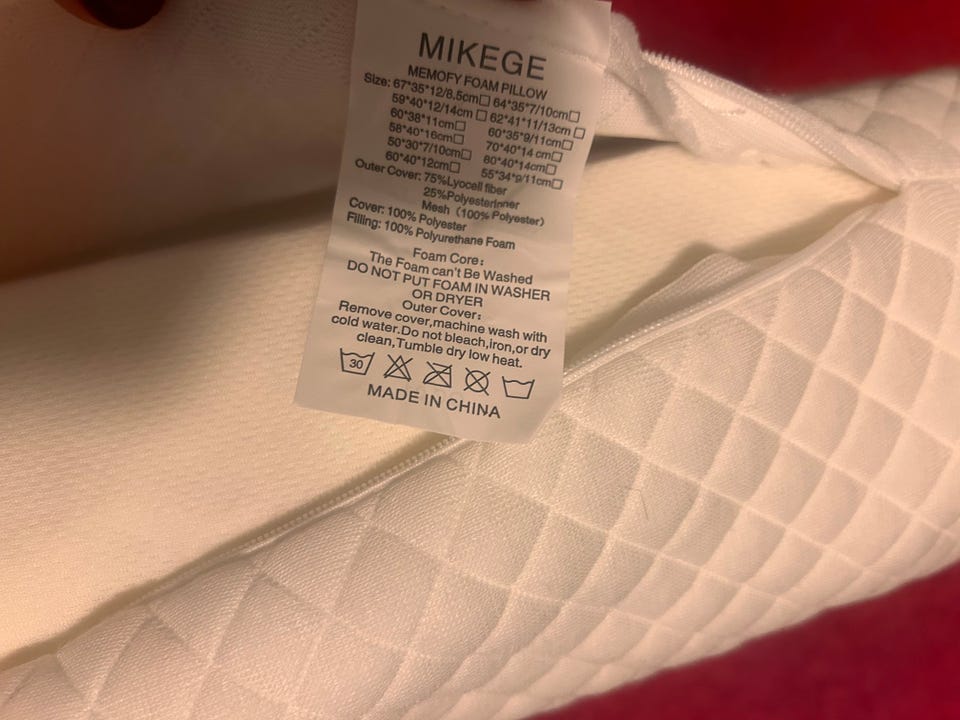 MIKEGE
MEMOFY FOAM PILLOW
Size: 67*35*12/8.5cm□ 64*35*7/10cm□
59*40*12/14cm□ 62*41*11/13cm□
60*38*11cm□ 60*35*9/11cm□
58*40*16cm□ 70*40*14 cm□
50*30*7/10cm□ 80*40*14cm□
60*40*12cm□ 55*34*9/11cm□
Outer Cover: 75%Lyocell fiber
25%PolyesterInner
Mesh (100% Polyester)
Cover: 100% Polyester
Filling: 100% Polyurethane Foam
Foam Core:
The Foam can't Be Washed
DO NOT PUT FOAM IN WASHER
OR DRYER
Outer Cover:
Remove cover,machine wash with
cold water.Do not bleach,iron,or dry
clean,Tumble dry low heat.
30
MADE IN CHINA